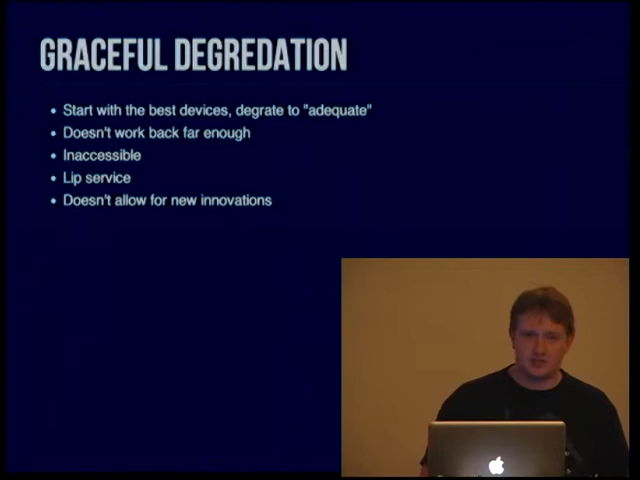 GRACEFUL DEGREDATION
Start with the best devices, degrate to "adequate"
Doesn't work back far enough
Inaccessible
Lip service
Doesn't allow for new innovations